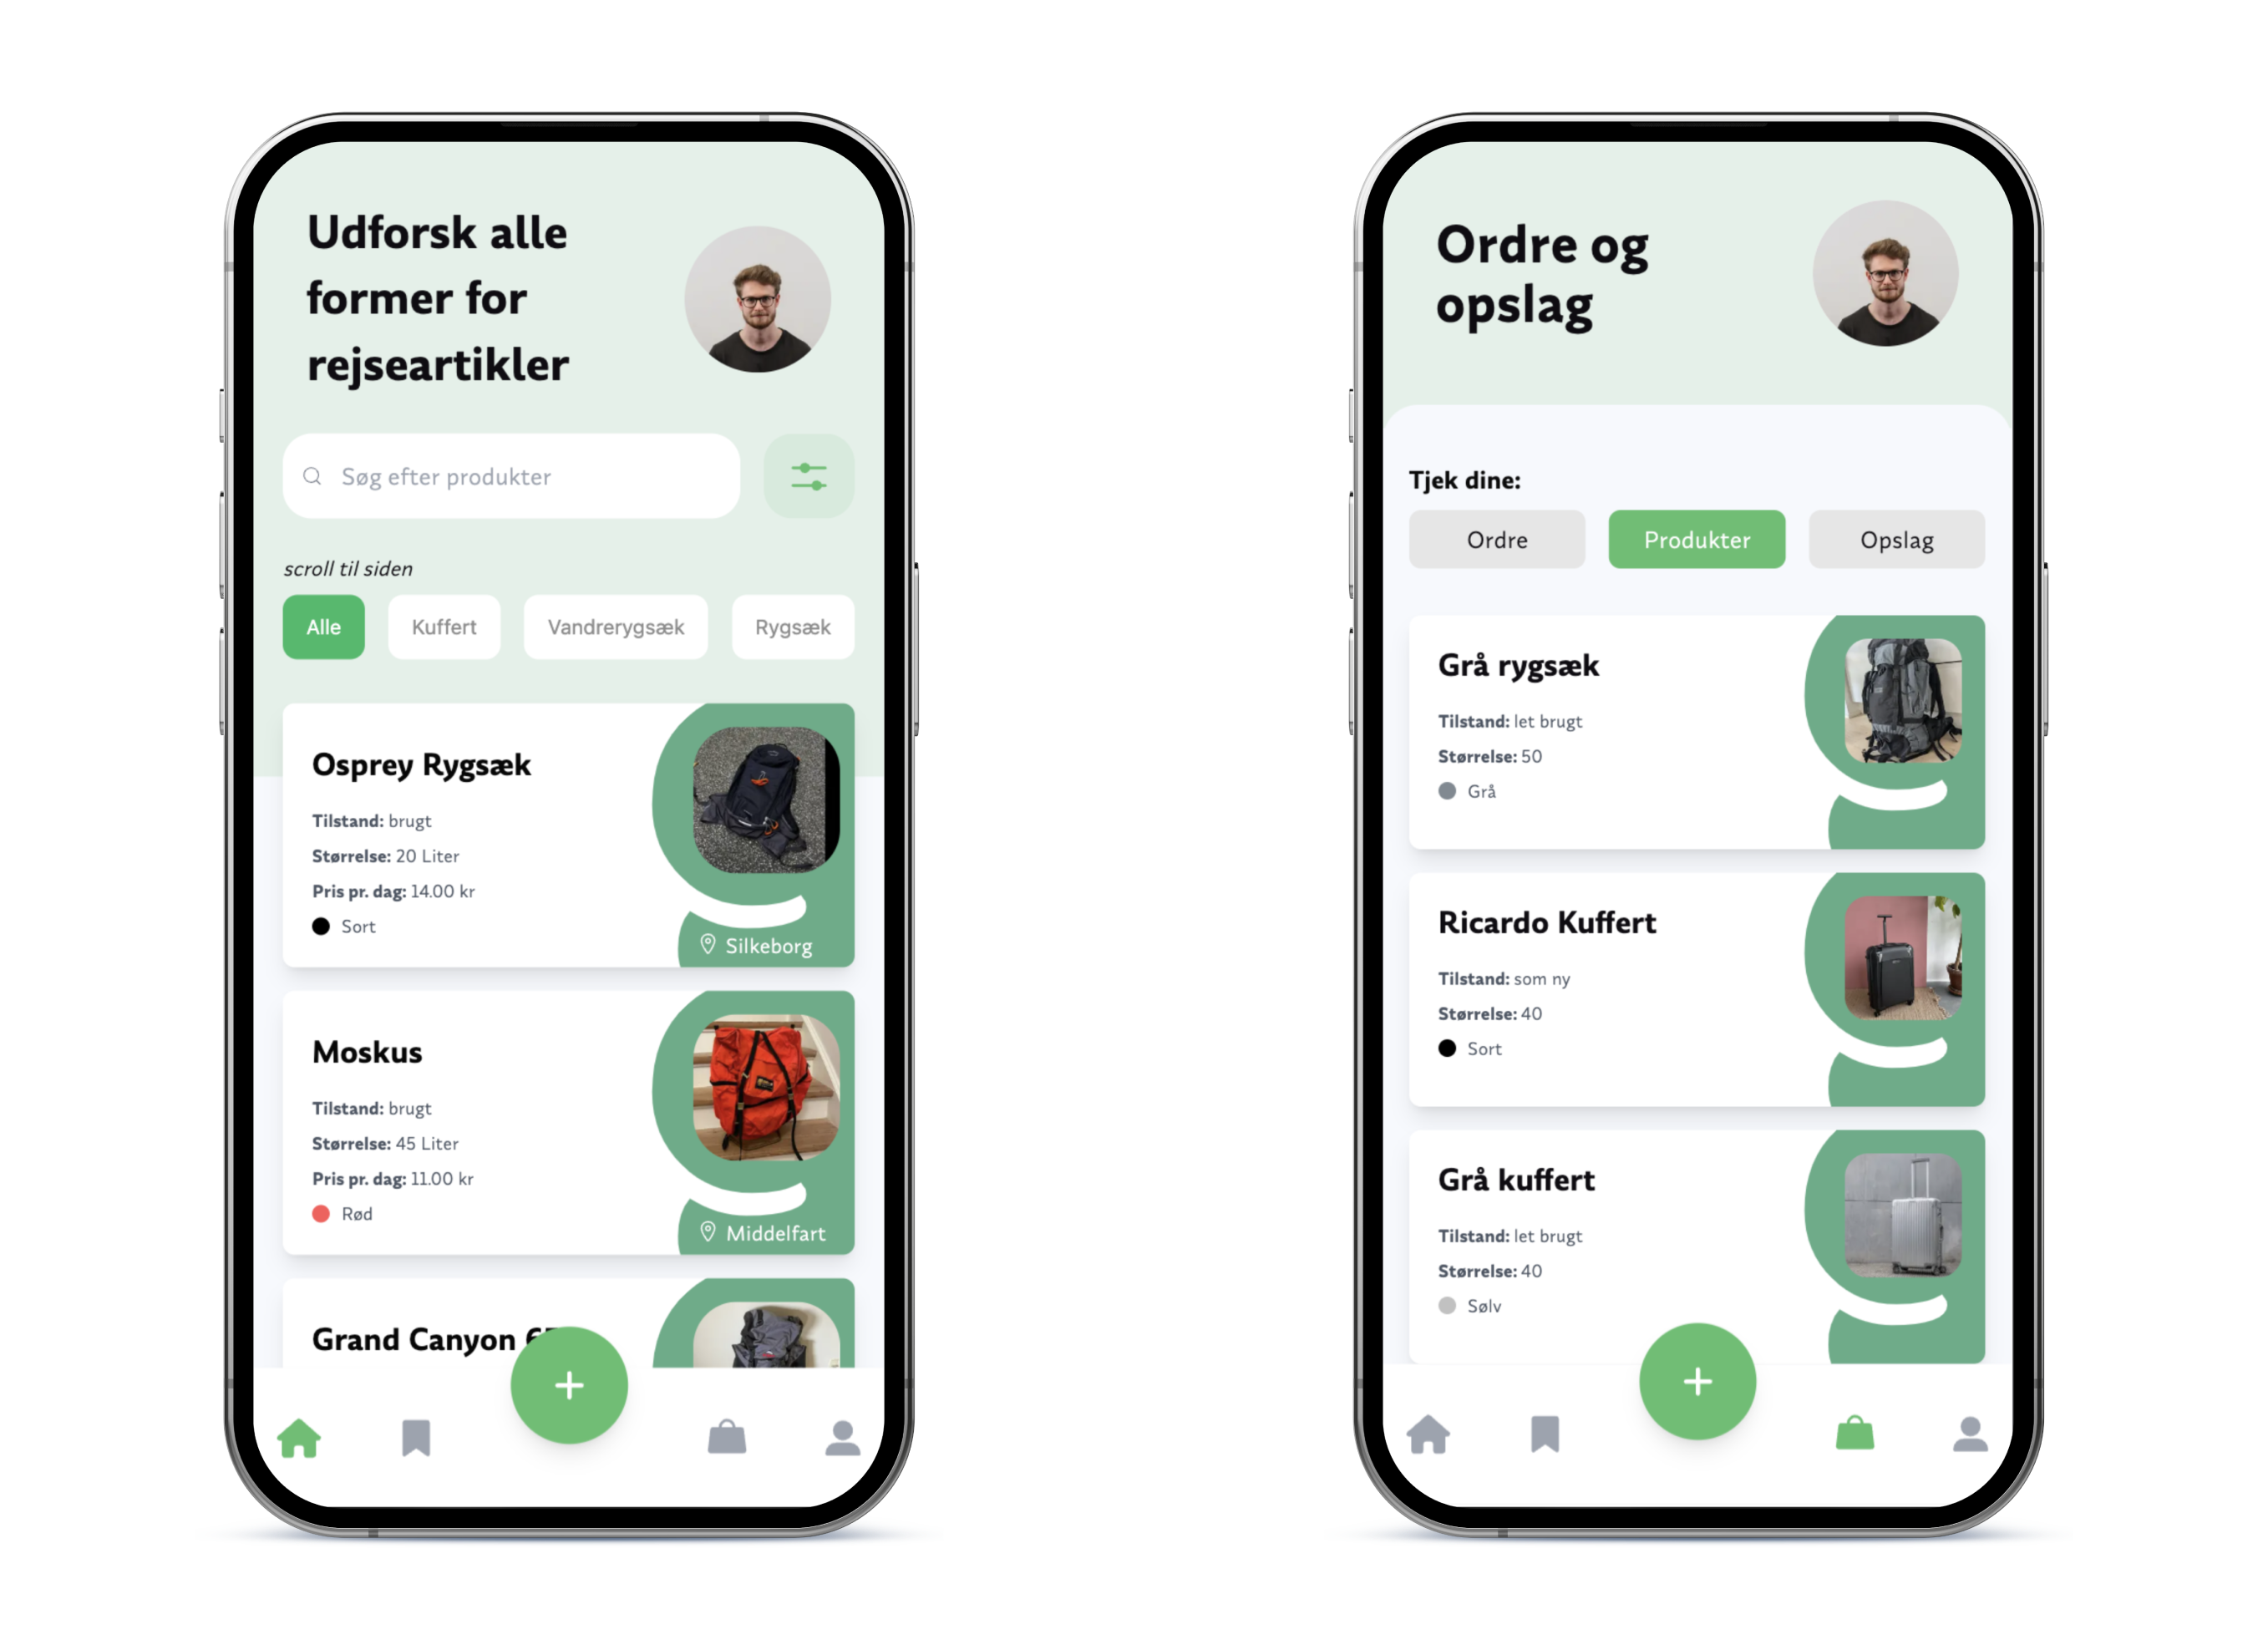 Udforsk alle
former for
rejseartikler
Søg efter produkter
scroll til siden
Alle
Kuffert
Vandrerygsæk
Rygsæk
Osprey Rygsæk
Tilstand: brugt
Størrelse: 20 Liter
Pris pr. dag: 14.00 kr
Sort
Silkeborg
Moskus
Tilstand: brugt
Størrelse: 45 Liter
Pris pr. dag: 11.00 kr
Rød
Middelfart
Grand Canyon
Ordre og
opslag
Tjek dine:
Ordre
Produkter
Opslag
Grå rygsæk
Tilstand: let brugt
Størrelse: 50
Grå
Ricardo Kuffert
Tilstand: som ny
Størrelse: 40
Sort
Grå kuffert
Tilstand: let brugt
Størrelse: 40
Sølv